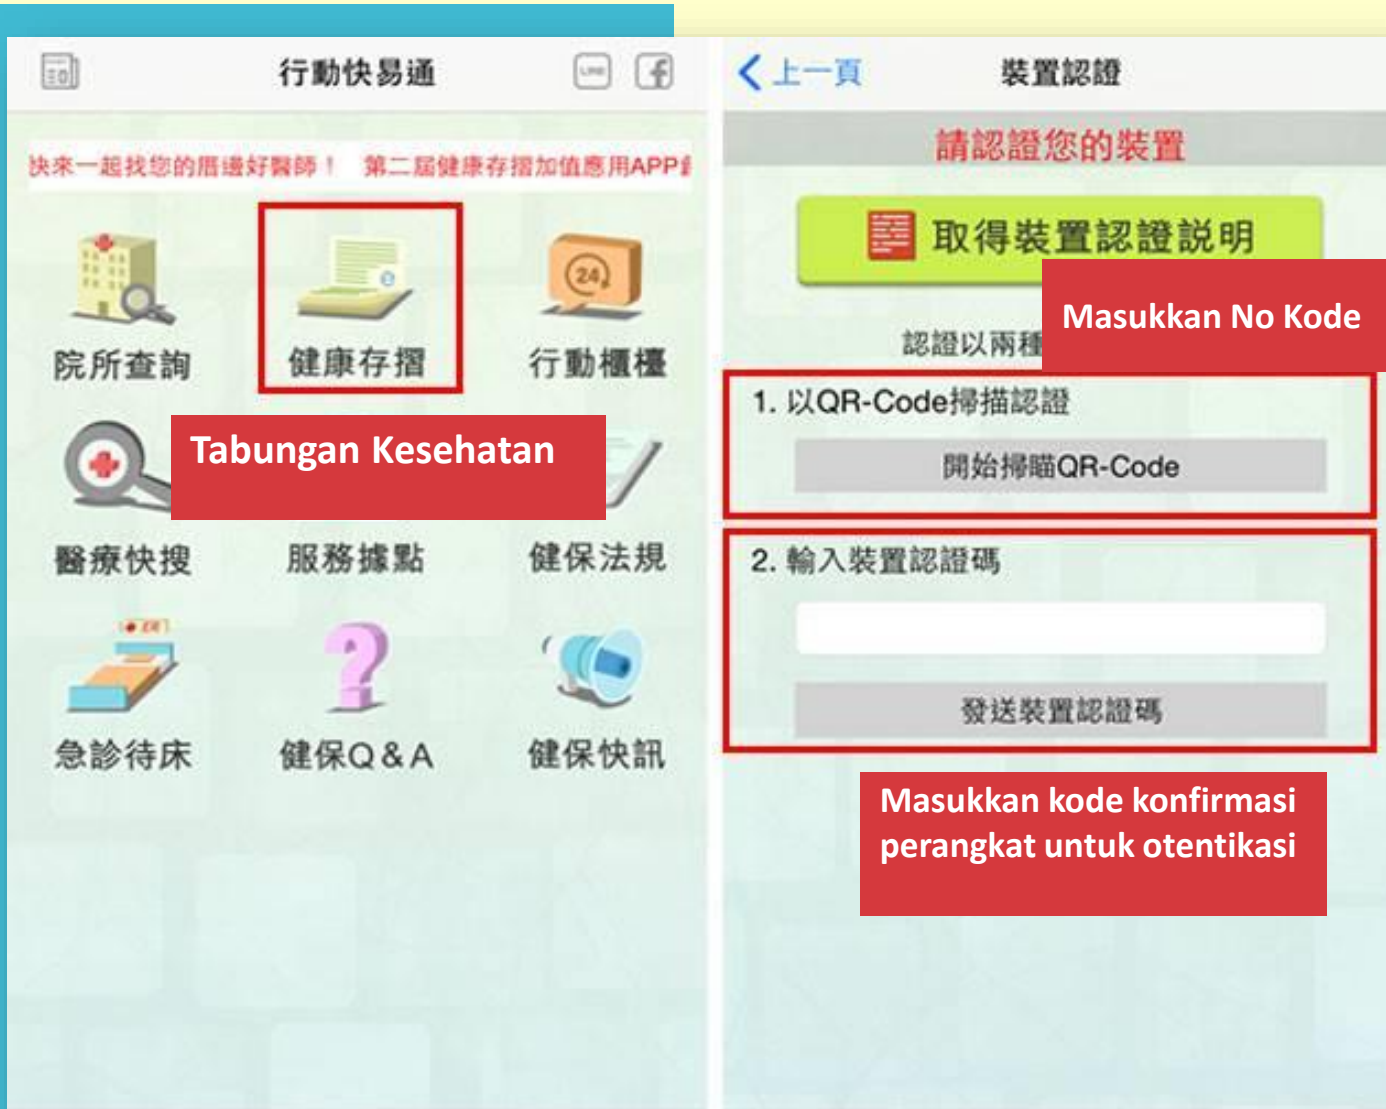 行動快易通
LINE
快來一起找您的厝邊好醫師！ 第二屆健康存摺加值應用APP
院所查詢
健康存摺
24
行動櫃檯
Tabungan Kesehatan
醫療快搜
服務據點
健保法規
急診待床
健保Q&A
健保快訊
上一頁
裝置認證
請認證您的裝置
取得裝置認證説明
Masukkan No Kode
認證以兩種
1. 以QR-Code掃描認證
開始掃瞄QR-Code
2. 輸入裝置認證碼
發送裝置認證碼
Masukkan kode konfirmasi
perangkat untuk otentikasi